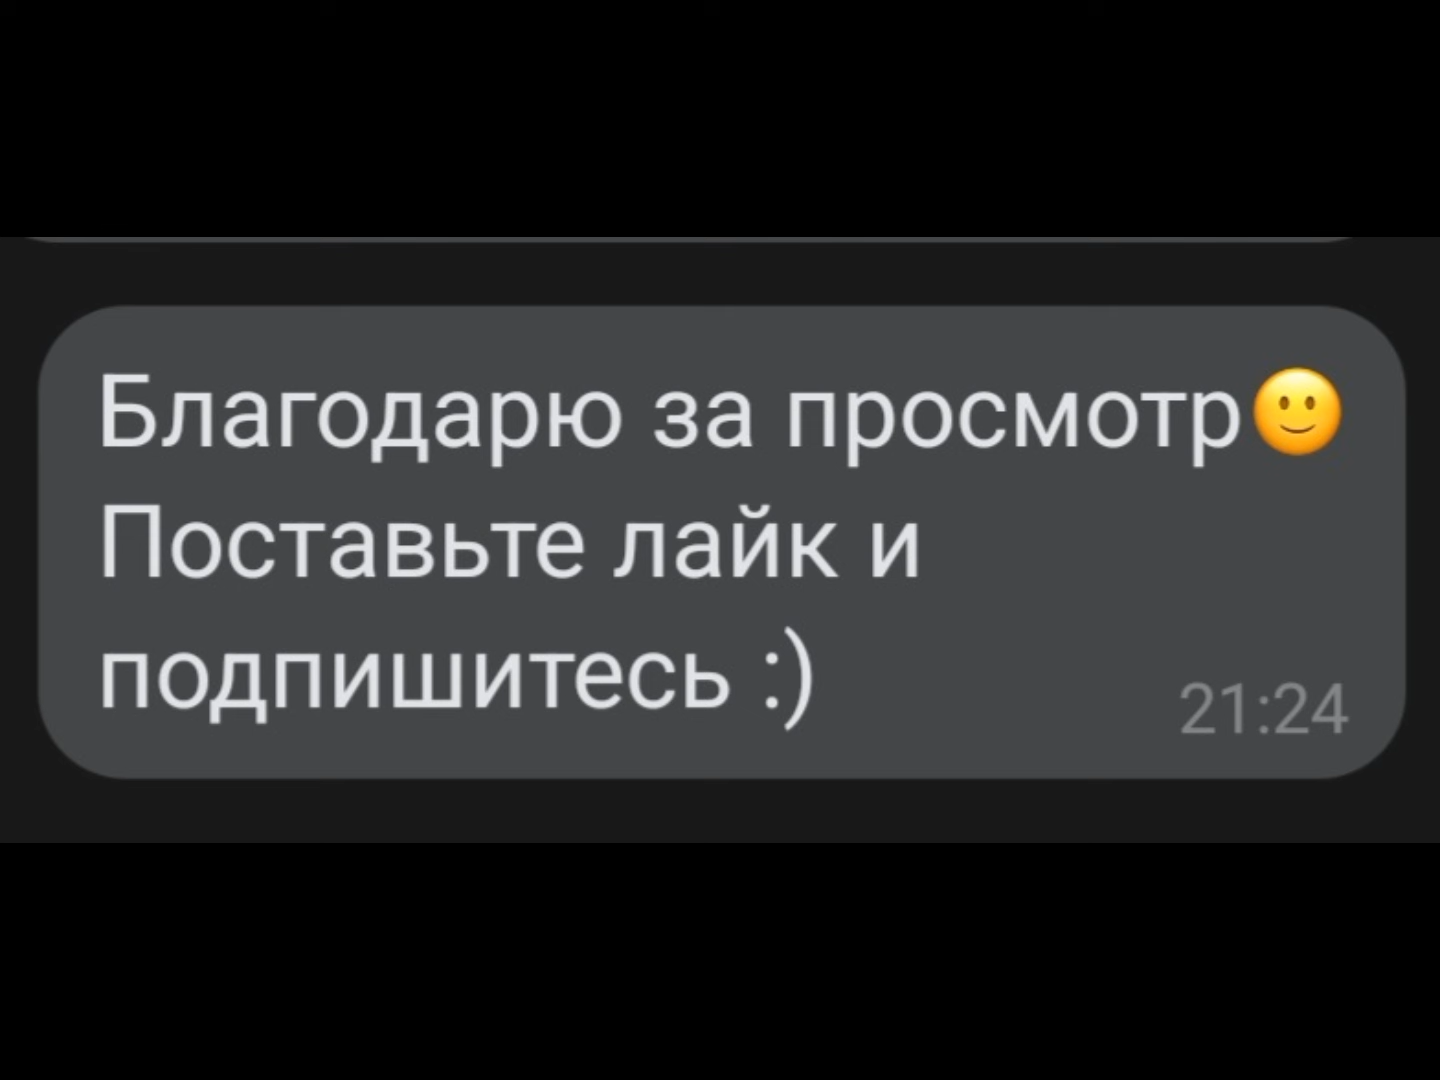 Благодарю за просмотр🙂
Поставьте лайк и
подпишитесь :)
21:24